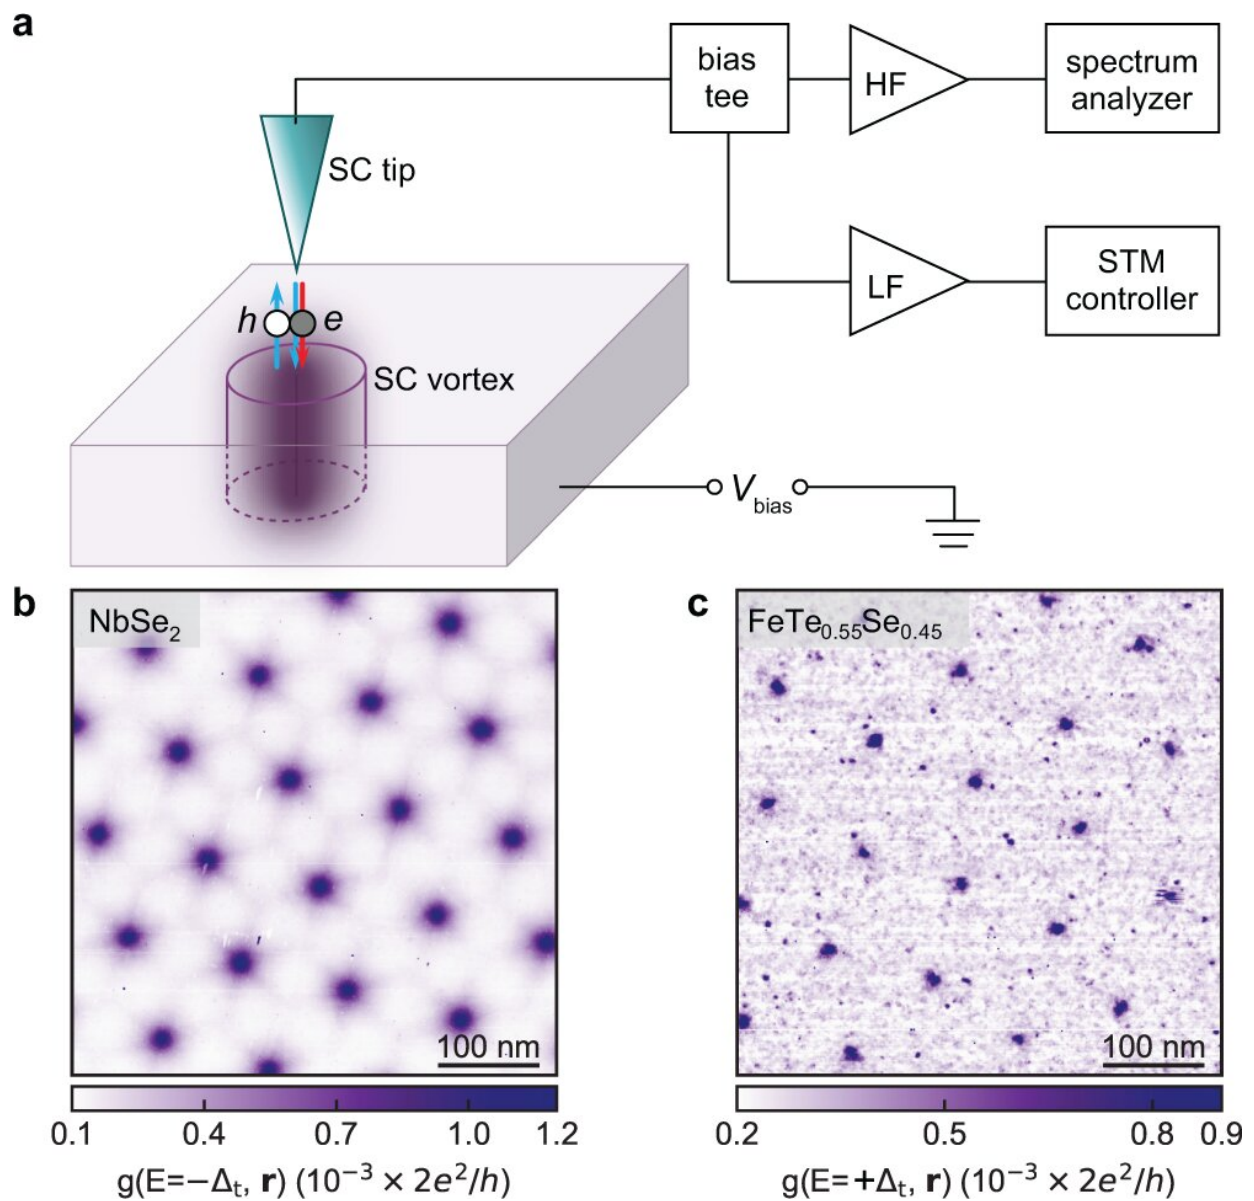 a
bias
tee
HF
spectrum
analyzer
SC tip
LF
STM
controller
h
e
SC vortex
V_bias
b
NbSe₂
100 nm
0.1 0.4 0.7 1.0 1.2
g(E=−Δₜ, r) (10⁻³ × 2e²/h)
c
FeTe₀.₅₅Se₀.₄₅
100 nm
0.2 0.5 0.8 0.9
g(E=+Δₜ, r) (10⁻³ × 2e²/h)